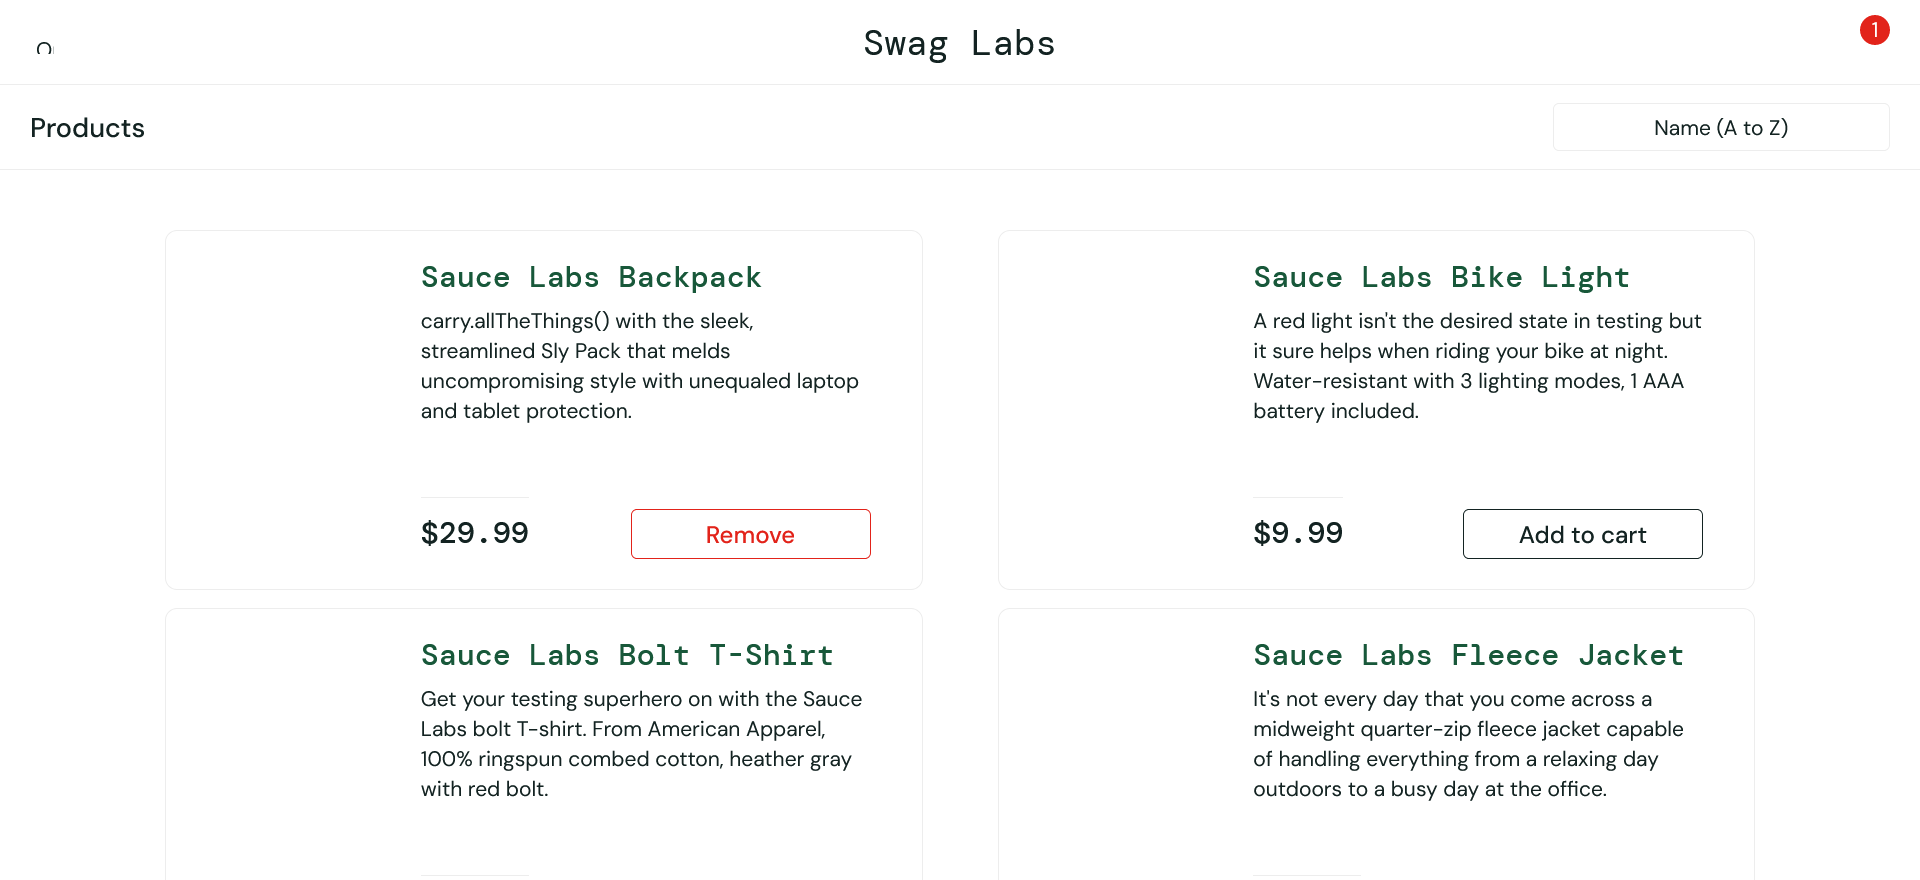 Swag Labs
1
Products
Name (A to Z)
Sauce Labs Backpack
carry.allTheThings() with the sleek,
streamlined Sly Pack that melds
uncompromising style with unequaled laptop
and tablet protection.
$29.99
Remove
Sauce Labs Bike Light
A red light isn't the desired state in testing but
it sure helps when riding your bike at night.
Water-resistant with 3 lighting modes, 1 AAA
battery included.
$9.99
Add to cart
Sauce Labs Bolt T-Shirt
Get your testing superhero on with the Sauce
Labs bolt T-shirt. From American Apparel,
100% ringspun combed cotton, heather gray
with red bolt.
Sauce Labs Fleece Jacket
It's not every day that you come across a
midweight quarter-zip fleece jacket capable
of handling everything from a relaxing day
outdoors to a busy day at the office.